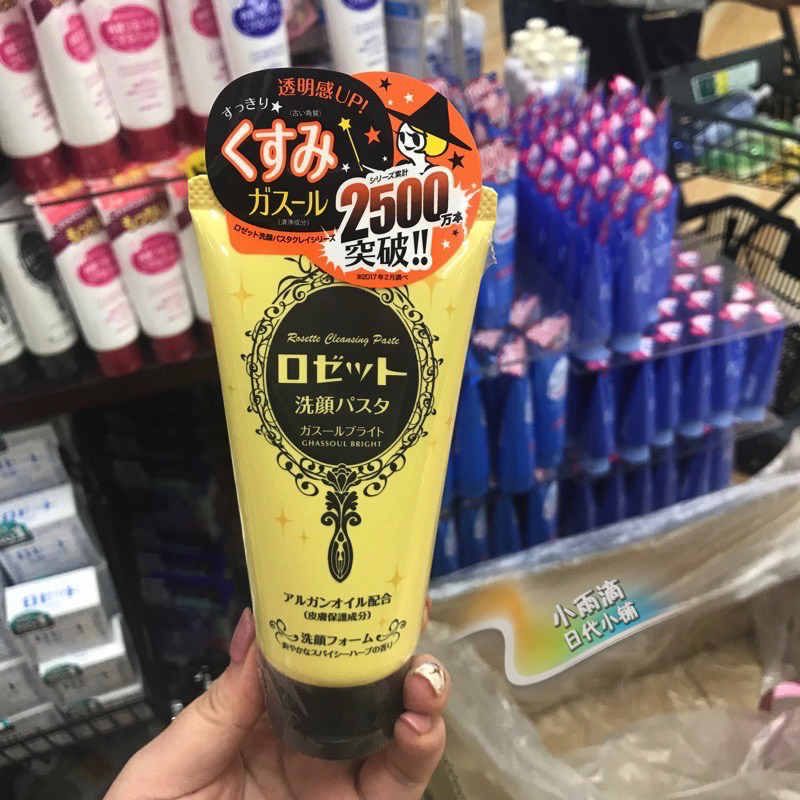 透明感UP!
すっきり
(古い角質)
くすみ
ガスール
(清浄成分)
ロゼット洗顔パスタクレイシリーズ
シリーズ累計
2500万本
突破!!
※2017年2月調べ
Rosette Cleansing Paste
ロゼット
洗顔パスタ
ガスールブライト
GHASSOUL BRIGHT
アルガンオイル配合
(皮膚保護成分)
洗顔フォーム
爽やかなスパイシーハーブの香り
ロゼット
小雨滴
日代小舖